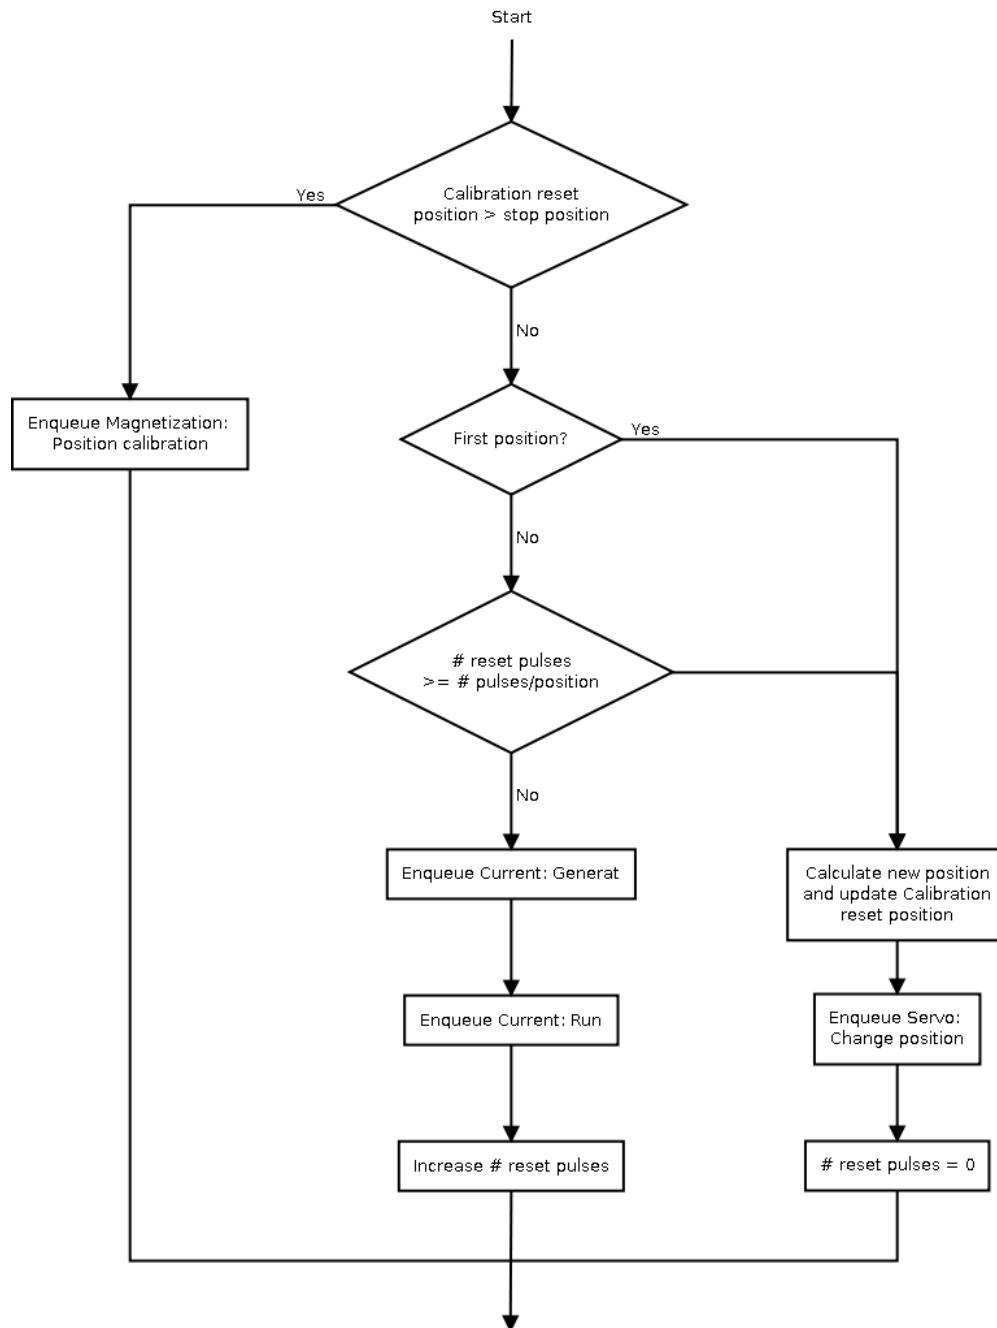 Start
Calibration reset
position > stop position
Yes
No
Enqueue Magnetization:
Position calibration
First position?
Yes
No
# reset pulses
>= # pulses/position
No
Enqueue Current: Generat
Calculate new position
and update Calibration
reset position
Enqueue Current: Run
Enqueue Servo:
Change position
Increase # reset pulses
# reset pulses = 0